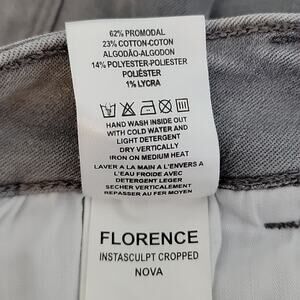 62% PROMODAL
23% COTTON-COTON
ALGODÃO-ALGODON
14% POLYESTER-POLIESTER
POLIÉSTER
1% LYCRA
HAND WASH INSIDE OUT
WITH COLD WATER AND
LIGHT DETERGENT
DRY VERTICALLY
IRON ON MEDIUM HEAT
LAVER A LA MAIN A L'ENVERS A
L'EAU FROIDE AVEC
DETERGENT LEGER
SECHER VERTICALEMENT
REPASSER AU FER MOYEN
FLORENCE
INSTASCULPT CROPPED
NOVA